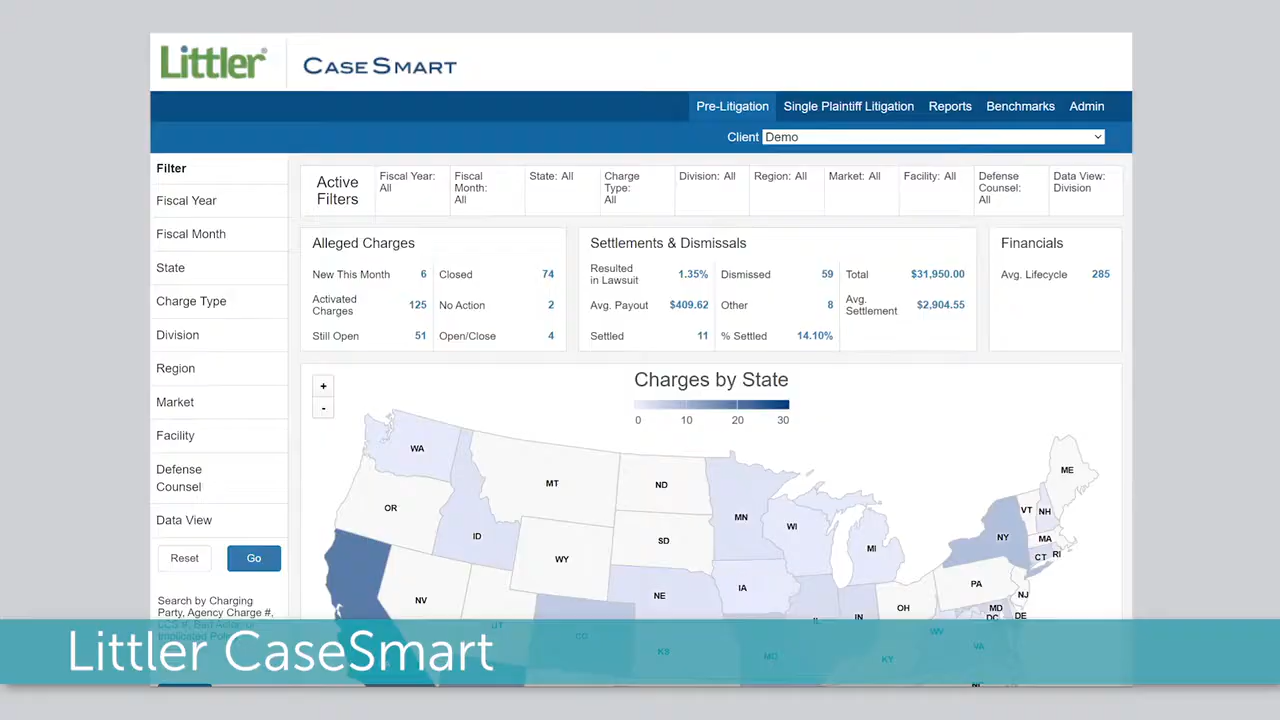 Littler®
CASESMART
Pre-Litigation Single Plaintiff Litigation Reports Benchmarks Admin
Client Demo
Filter
Fiscal Year
Fiscal Month
State
Charge Type
Division
Region
Market
Facility
Defense
Counsel
Data View
Reset Go
Search by Charging
Party, Agency Charge #,
Active
Filters
Fiscal Year:
All
Fiscal
Month:
All
State: All
Charge
Type:
All
Division: All
Region: All
Market: All
Facility: All
Defense
Counsel:
All
Data View:
Division
Alleged Charges
New This Month 6 Closed 74
Activated
Charges 125 No Action 2
Still Open 51 Open/Close 4
Settlements & Dismissals
Resulted
in Lawsuit 1.35% Dismissed 59 Total $31,950.00
Avg. Payout $409.62 Other 8 Avg.
Settlement $2,904.55
Settled 11 % Settled 14.10%
Financials
Avg. Lifecycle 285
+
-
Charges by State
0 10 20 30
WA
MT
ND
ME
OR
ID
SD
MN
WI
VT
NH
NY
MA
MI
CT
RI
WY
IA
PA
NV
NE
OH
NJ
MD
IN
DC
DE
UT
CO
KS
MO
KY
WV
VA
Littler CaseSmart